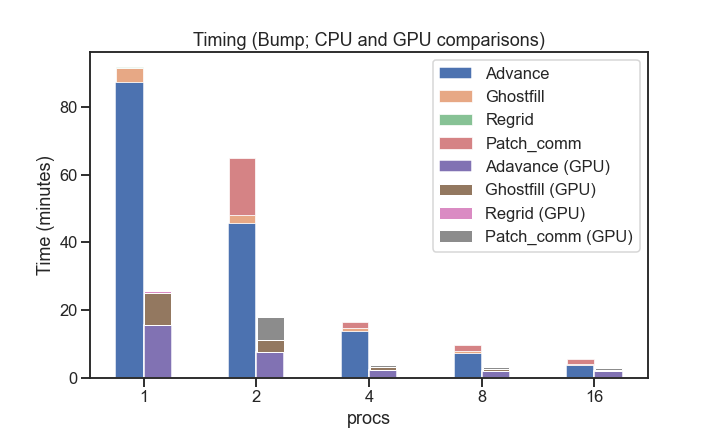 Timing (Bump; CPU and GPU comparisons)
Advance
Ghostfill
Regrid
Patch_comm
Adavance (GPU)
Ghostfill (GPU)
Regrid (GPU)
Patch_comm (GPU)
Time (minutes)
80
60
40
20
0
1 2 4 8 16
procs